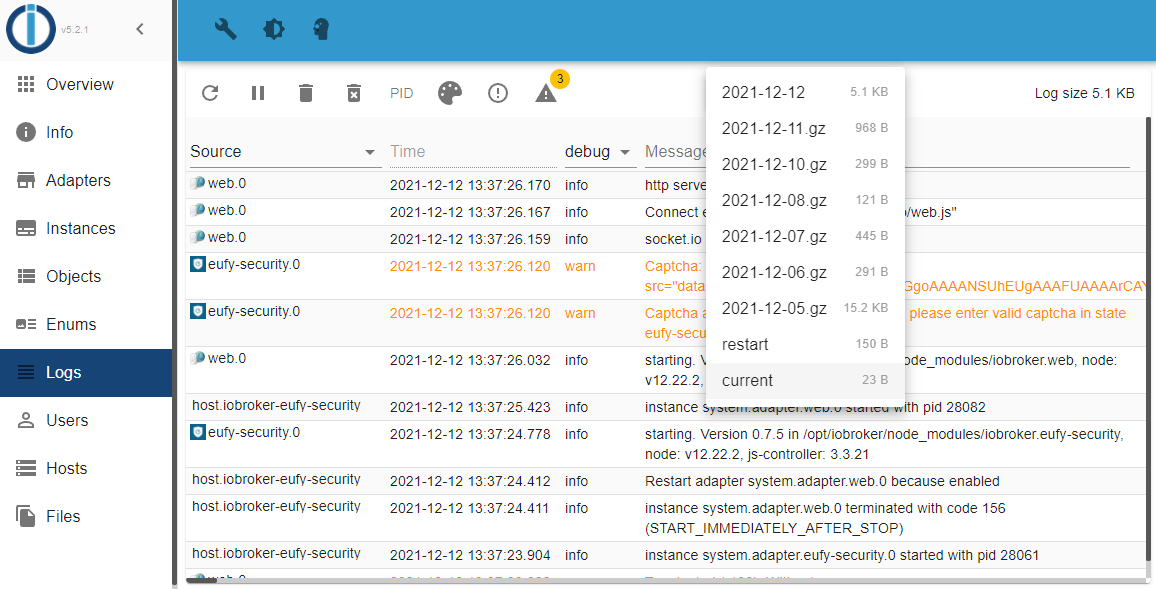 v5.2.1
Overview
Info
Adapters
Instances
Objects
Enums
Logs
Users
Hosts
Files
PID
3
Log size 5.1 KB
Source Time debug Message
web.0 2021-12-12 13:37:26.170 info http serve
web.0 2021-12-12 13:37:26.167 info Connect e /web.js"
web.0 2021-12-12 13:37:26.159 info socket.io
eufy-security.0 2021-12-12 13:37:26.120 warn Captcha:
src="data GgoAAAANSUhEUgAAAFUAAAArCAY
eufy-security.0 2021-12-12 13:37:26.120 warn Captcha a please enter valid captcha in state
eufy-secu
web.0 2021-12-12 13:37:26.032 info starting. V node_modules/iobroker.web, node:
v12.22.2,
host.iobroker-eufy-security 2021-12-12 13:37:25.423 info instance system.adapter.web.0 started with pid 28082
eufy-security.0 2021-12-12 13:37:24.778 info starting. Version 0.7.5 in /opt/iobroker/node_modules/iobroker.eufy-security,
node: v12.22.2, js-controller: 3.3.21
host.iobroker-eufy-security 2021-12-12 13:37:24.412 info Restart adapter system.adapter.web.0 because enabled
host.iobroker-eufy-security 2021-12-12 13:37:24.411 info instance system.adapter.web.0 terminated with code 156
(START_IMMEDIATELY_AFTER_STOP)
host.iobroker-eufy-security 2021-12-12 13:37:23.904 info instance system.adapter.eufy-security.0 started with pid 28061
web.0
2021-12-12 5.1 KB
2021-12-11.gz 968 B
2021-12-10.gz 299 B
2021-12-08.gz 121 B
2021-12-07.gz 445 B
2021-12-06.gz 291 B
2021-12-05.gz 15.2 KB
restart 150 B
current 23 B